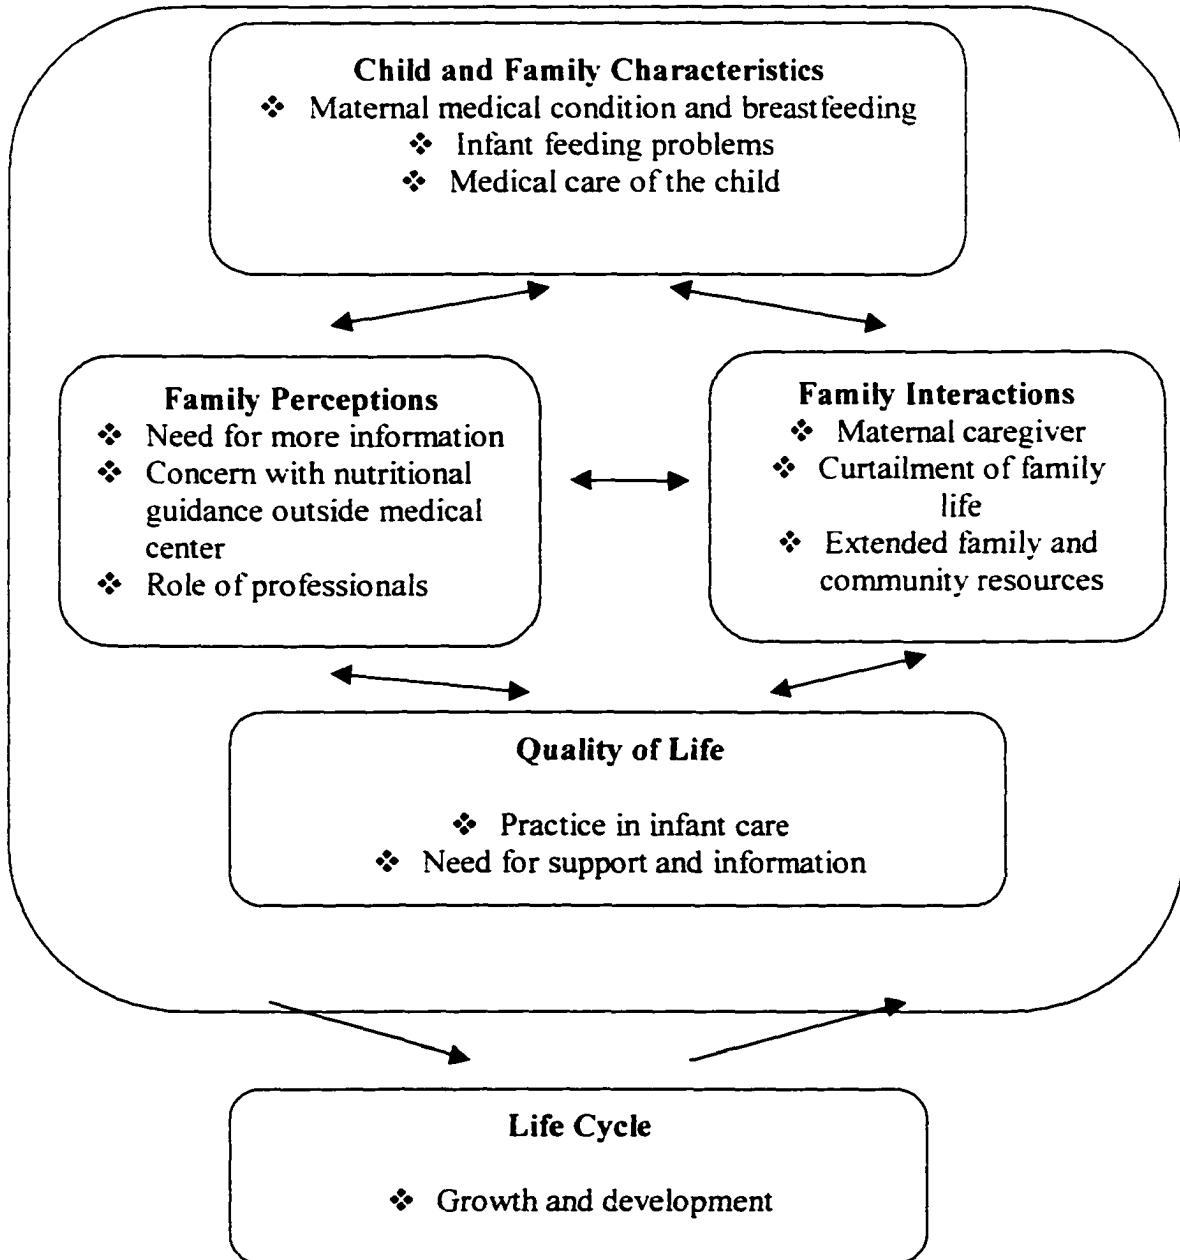 Child and Family Characteristics
❖ Maternal medical condition and breastfeeding
❖ Infant feeding problems
❖ Medical care of the child
Family Perceptions
❖ Need for more information
❖ Concern with nutritional
guidance outside medical
center
❖ Role of professionals
Family Interactions
❖ Maternal caregiver
❖ Curtailment of family
life
❖ Extended family and
community resources
Quality of Life
❖ Practice in infant care
❖ Need for support and information
Life Cycle
❖ Growth and development